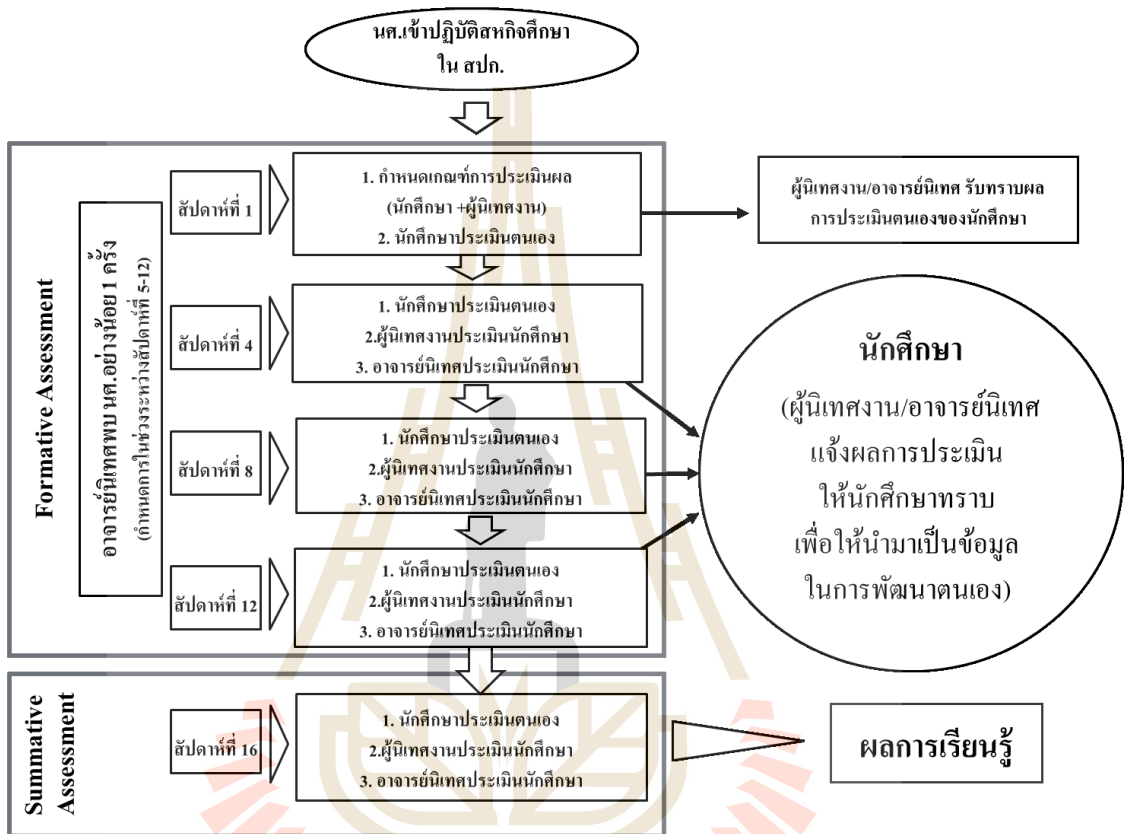 นศ.เข้าปฏิบัติสหกิจศึกษา
ใน สปก.
Formative Assessment
อาจารย์นิเทศพบ นศ.อย่างน้อย 1 ครั้ง
(กำหนดการในช่วงระหว่างสัปดาห์ที่ 5-12)
สัปดาห์ที่ 1
1. กำหนดเกณฑ์การประเมินผล
(นักศึกษา +ผู้นิเทศงาน)
2. นักศึกษาประเมินตนเอง
ผู้นิเทศงาน/อาจารย์นิเทศ รับทราบผล
การประเมินตนเองของนักศึกษา
สัปดาห์ที่ 4
1. นักศึกษาประเมินตนเอง
2.ผู้นิเทศงานประเมินนักศึกษา
3. อาจารย์นิเทศประเมินนักศึกษา
สัปดาห์ที่ 8
1. นักศึกษาประเมินตนเอง
2.ผู้นิเทศงานประเมินนักศึกษา
3. อาจารย์นิเทศประเมินนักศึกษา
สัปดาห์ที่ 12
1. นักศึกษาประเมินตนเอง
2.ผู้นิเทศงานประเมินนักศึกษา
3. อาจารย์นิเทศประเมินนักศึกษา
นักศึกษา
(ผู้นิเทศงาน/อาจารย์นิเทศ
แจ้งผลการประเมิน
ให้นักศึกษาทราบ
เพื่อให้นำมาเป็นข้อมูล
ในการพัฒนาตนเอง)
Summative
Assessment
สัปดาห์ที่ 16
1. นักศึกษาประเมินตนเอง
2.ผู้นิเทศงานประเมินนักศึกษา
3. อาจารย์นิเทศประเมินนักศึกษา
ผลการเรียนรู้